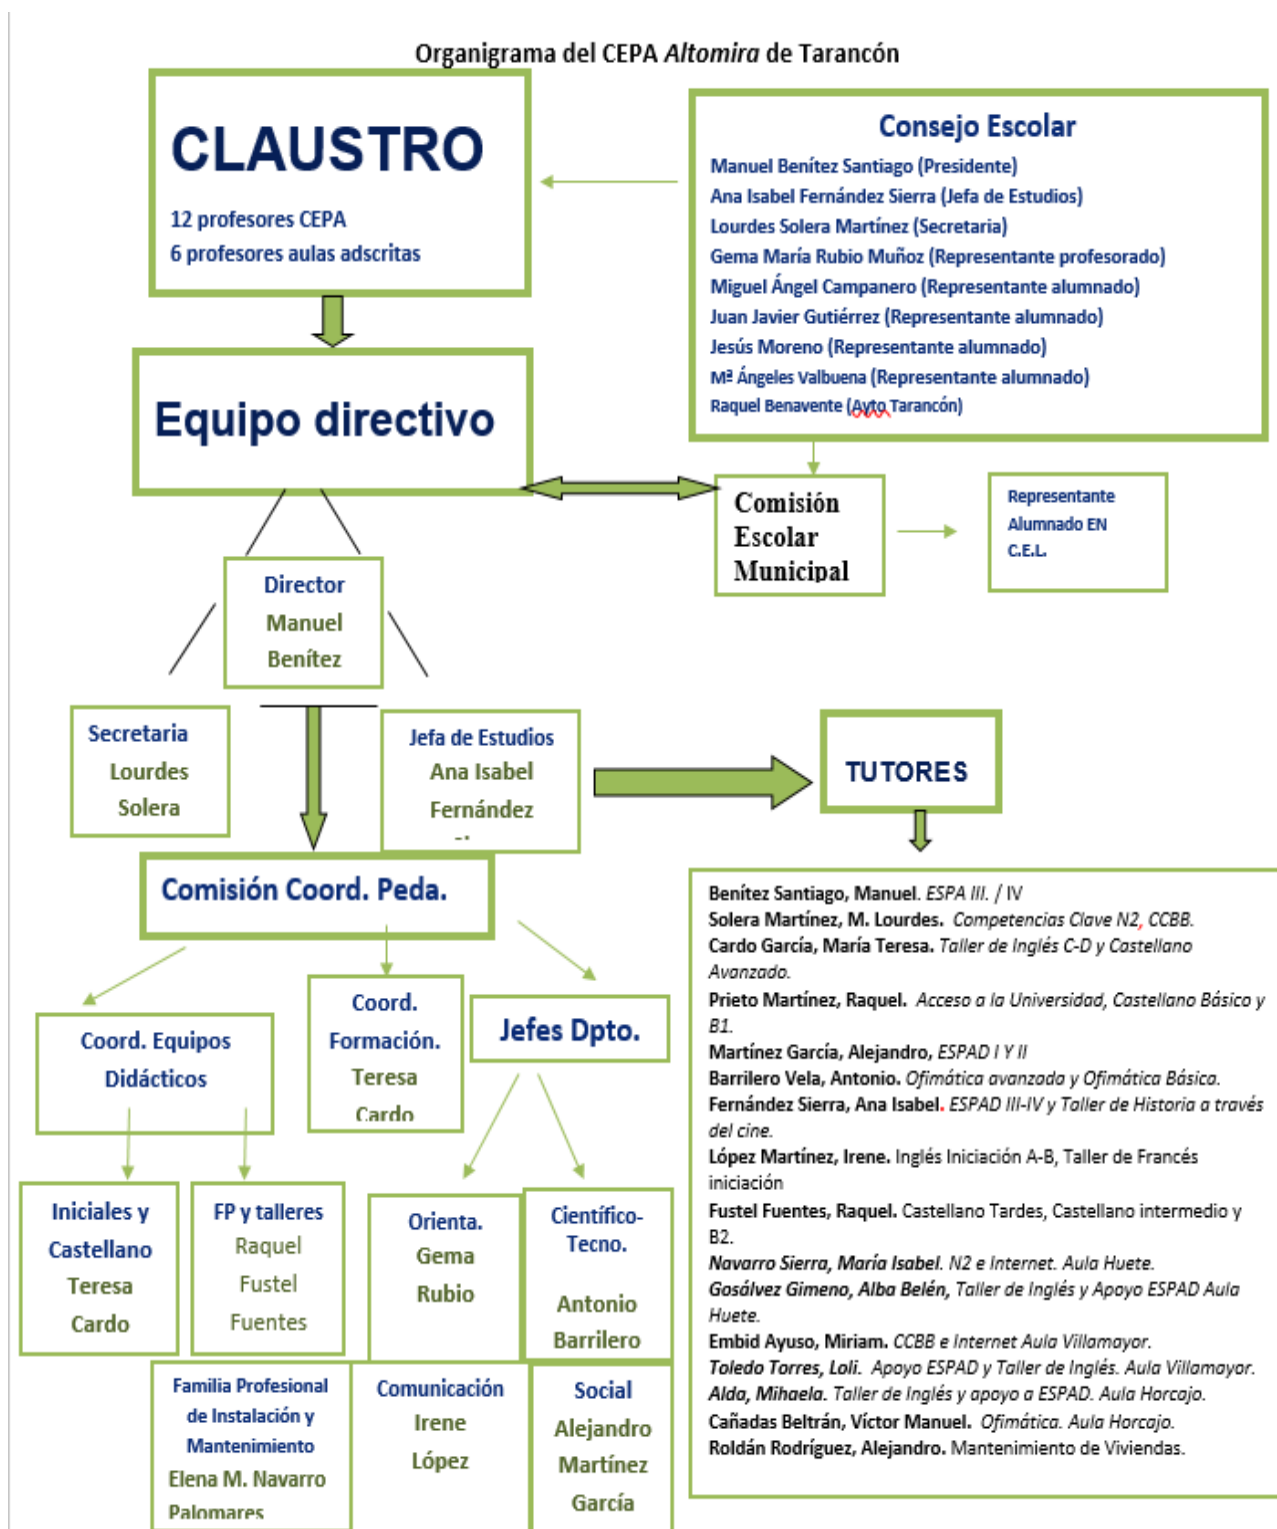 Organigrama del CEPA Altomira de Tarancón
CLAUSTRO
12 profesores CEPA
6 profesores aulas adscritas
Consejo Escolar
Manuel Benítez Santiago (Presidente)
Ana Isabel Fernández Sierra (Jefa de Estudios)
Lourdes Solera Martínez (Secretaria)
Gema María Rubio Muñoz (Representante profesorado)
Miguel Ángel Campanero (Representante alumnado)
Juan Javier Gutiérrez (Representante alumnado)
Jesús Moreno (Representante alumnado)
Mª Ángeles Valbuena (Representante alumnado)
Raquel Benavente (Ayto Tarancón)
Equipo directivo
Comisión
Escolar
Municipal
Representante
Alumnado EN
C.E.L.
Director
Manuel
Benítez
Secretaria
Lourdes
Solera
Jefa de Estudios
Ana Isabel
Fernández
TUTORES
Comisión Coord. Peda.
Coord. Equipos
Didácticos
Coord.
Formación.
Teresa
Cardo
Jefes Dpto.
Iniciales y
Castellano
Teresa
Cardo
FP y talleres
Raquel
Fustel
Fuentes
Orienta.
Gema
Rubio
Científico-
Tecno.
Antonio
Barrilero
Familia Profesional
de Instalación y
Mantenimiento
Elena M. Navarro
Palomares
Comunicación
Irene
López
Social
Alejandro
Martínez
García
Benítez Santiago, Manuel. ESPA III. / IV
Solera Martínez, M. Lourdes. Competencias Clave N2, CCBB.
Cardo García, María Teresa. Taller de Inglés C-D y Castellano
Avanzado.
Prieto Martínez, Raquel. Acceso a la Universidad, Castellano Básico y
B1.
Martínez García, Alejandro, ESPAD I Y II
Barrilero Vela, Antonio. Ofimática avanzada y Ofimática Básica.
Fernández Sierra, Ana Isabel. ESPAD III-IV y Taller de Historia a través
del cine.
López Martínez, Irene. Inglés Iniciación A-B, Taller de Francés
iniciación
Fustel Fuentes, Raquel. Castellano Tardes, Castellano intermedio y
B2.
Navarro Sierra, María Isabel. N2 e Internet. Aula Huete.
Gosálvez Gimeno, Alba Belén, Taller de Inglés y Apoyo ESPAD Aula
Huete.
Embid Ayuso, Miriam. CCBB e Internet Aula Villamayor.
Toledo Torres, Loli. Apoyo ESPAD y Taller de Inglés. Aula Villamayor.
Alda, Mihaela. Taller de Inglés y apoyo a ESPAD. Aula Horcajo.
Cañadas Beltrán, Víctor Manuel. Ofimática. Aula Horcajo.
Roldán Rodríguez, Alejandro. Mantenimiento de Viviendas.